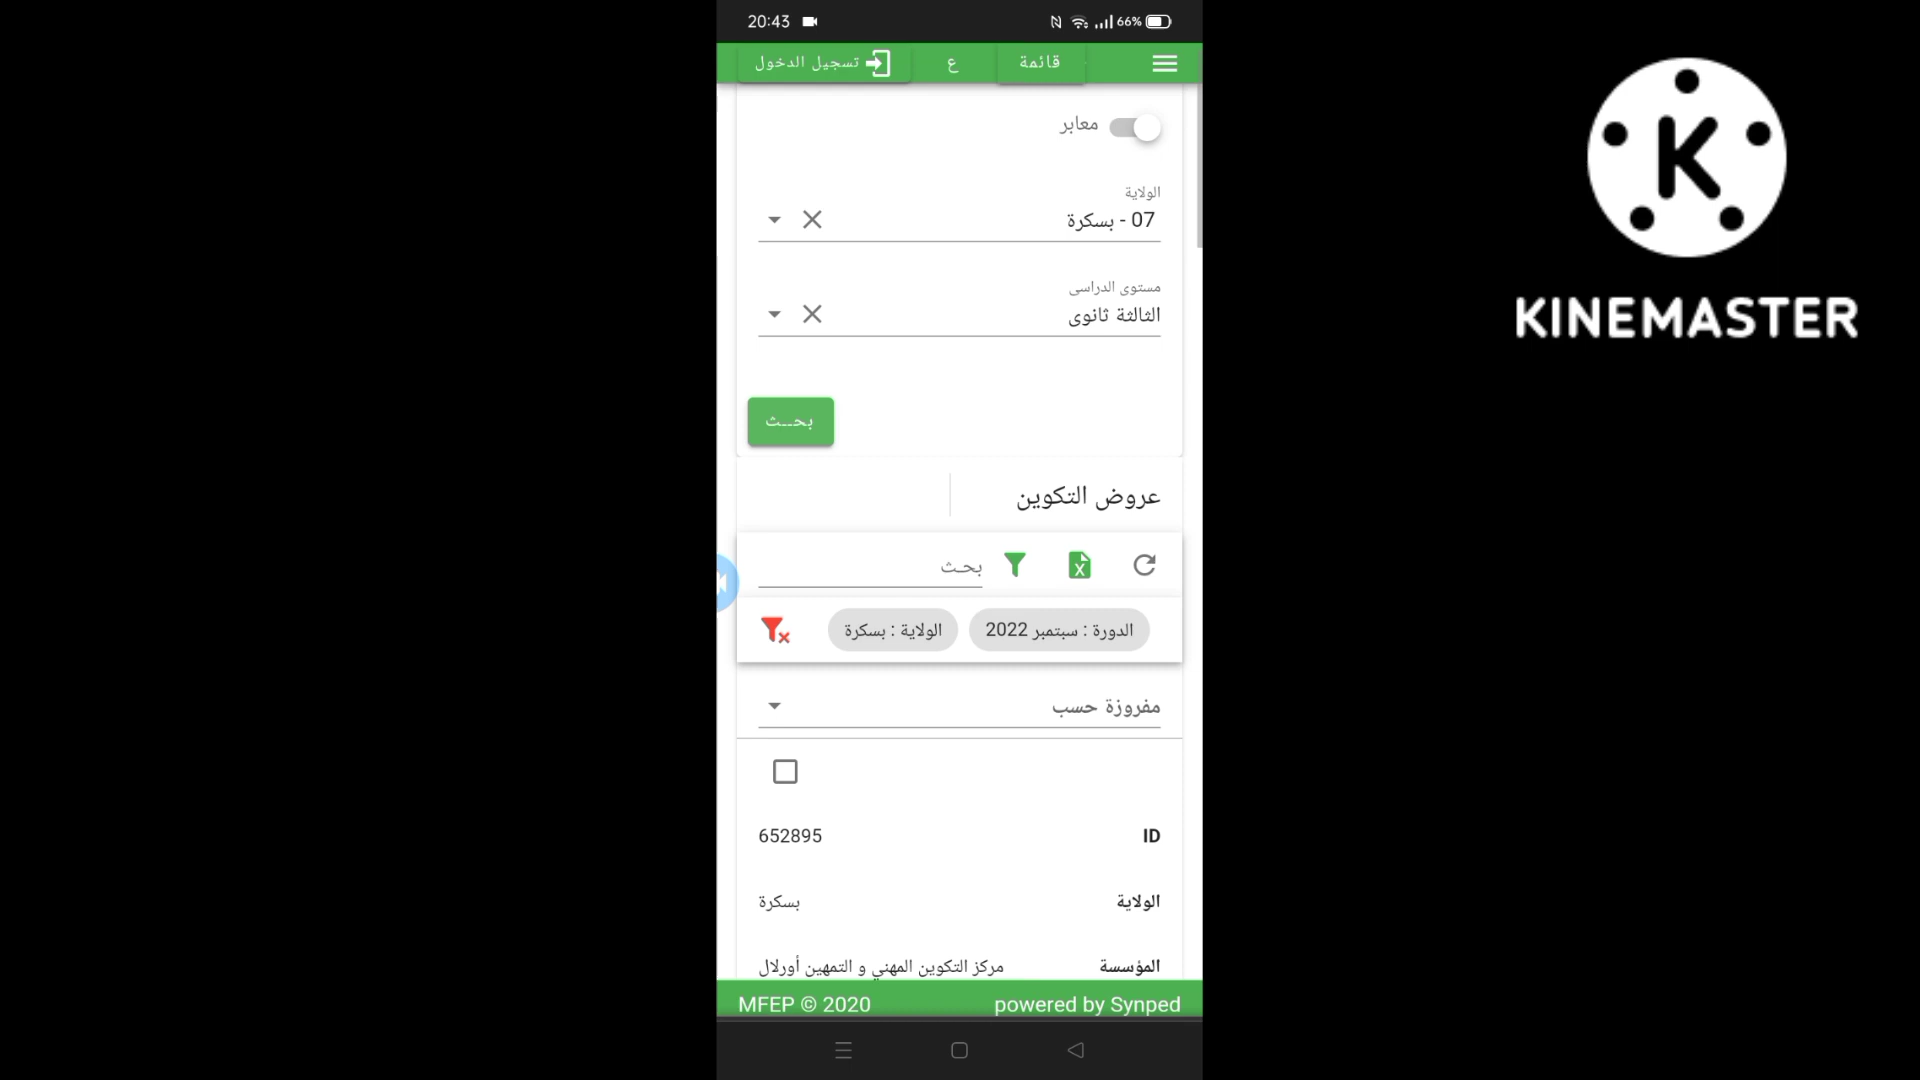 20:43 66%
قائمة ع تسجيل الدخول
معابر
الولاية
07 - بسكرة
مستوى الدراسي
الثالثة ثانوي
بحــث
عروض التكوين
بحـث
الدورة : سبتمبر 2022 الولاية : بسكرة
مفروزة حسب
ID 652895
الولاية بسكرة
المؤسسة مركز التكوين المهني و التمهين أورلال
MFEP © 2020 powered by Synped
K
KINEMASTER